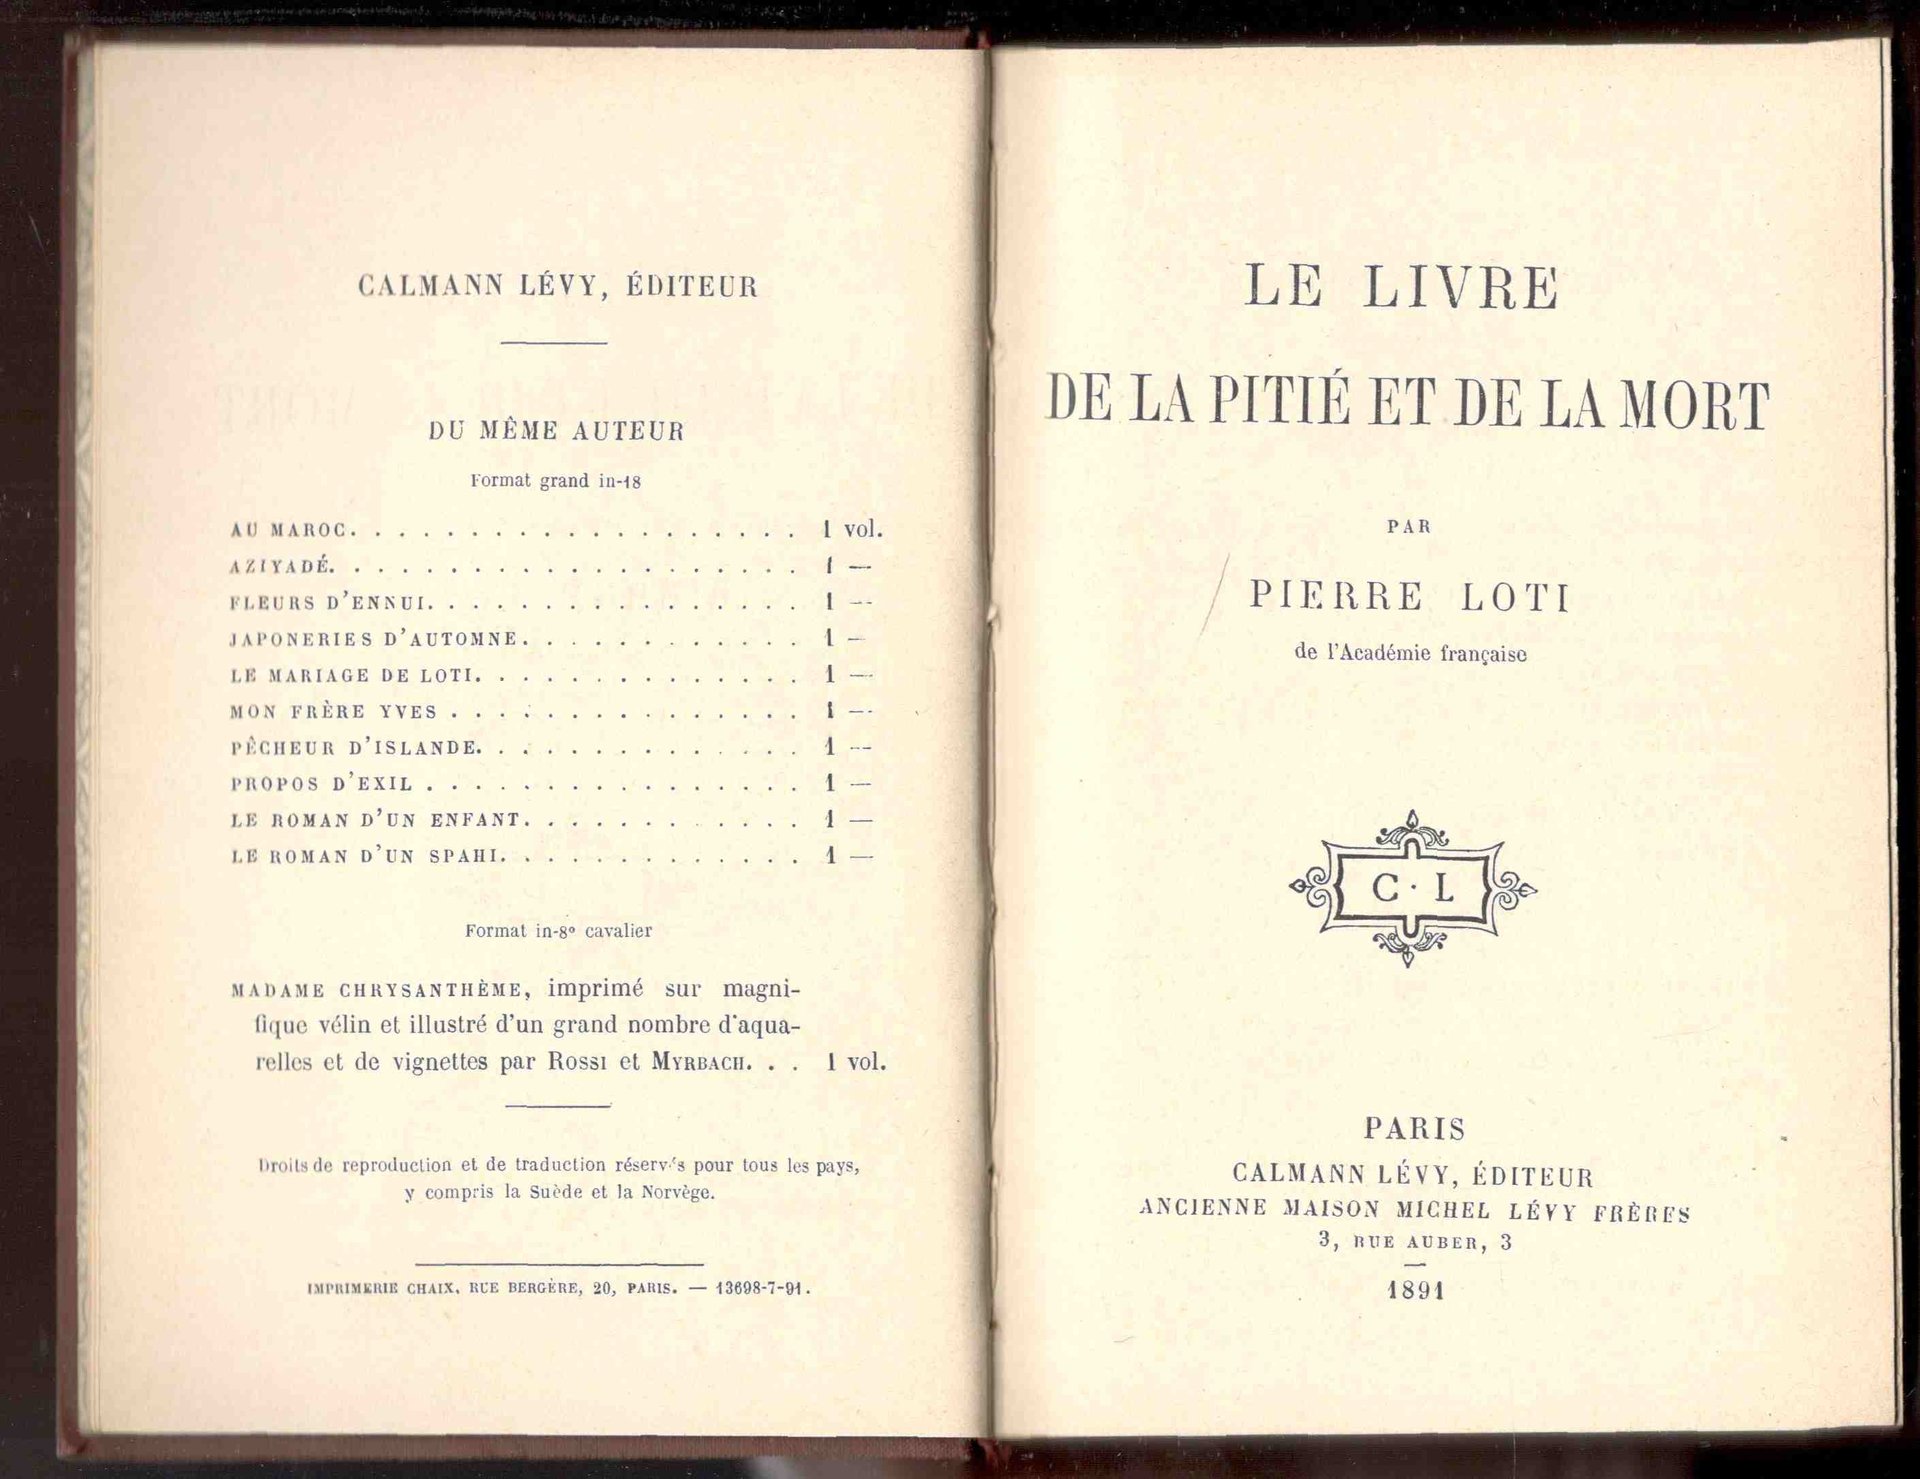 CALMANN LÉVY, ÉDITEUR
DU MÊME AUTEUR
Format grand in-18
AU MAROC. . . . . . . . . . . . . . . . . . . 1 vol.
AZIYADÉ. . . . . . . . . . . . . . . . . . . . 1 —
FLEURS D'ENNUI. . . . . . . . . . . . . . . . 1 —
JAPONERIES D'AUTOMNE. . . . . . . . . . . . 1 —
LE MARIAGE DE LOTI. . . . . . . . . . . . . . 1 —
MON FRÈRE YVES . . . . . . . . . . . . . . . 1 —
PÊCHEUR D'ISLANDE. . . . . . . . . . . . . . 1 —
PROPOS D'EXIL . . . . . . . . . . . . . . . . 1 —
LE ROMAN D'UN ENFANT. . . . . . . . . . . . 1 —
LE ROMAN D'UN SPAHI. . . . . . . . . . . . . 1 —
Format in-8º cavalier
MADAME CHRYSANTHÈME, imprimé sur magni-
fique vélin et illustré d'un grand nombre d'aqua-
relles et de vignettes par ROSSI et MYRBACH. . . 1 vol.
Droits de reproduction et de traduction réservés pour tous les pays,
y compris la Suède et la Norvège.
IMPRIMERIE CHAIX, RUE BERGÈRE, 20, PARIS. — 13698-7-91.
LE LIVRE
DE LA PITIÉ ET DE LA MORT
PAR
PIERRE LOTI
de l'Académie française
C · L
PARIS
CALMANN LÉVY, ÉDITEUR
ANCIENNE MAISON MICHEL LÉVY FRÈRES
3, RUE AUBER, 3
1891